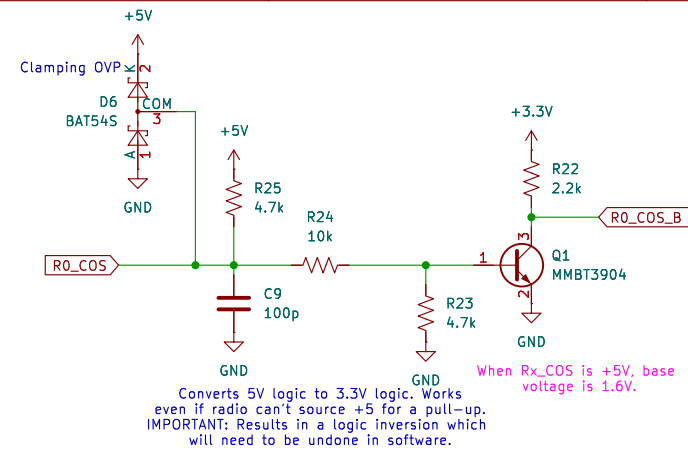 +5V
Clamping OVP
K
2
D6
COM
BAT54S
3
A
1
GND
+5V
R25
4.7k
R24
10k
R0_COS
C9
100p
GND
R23
4.7k
GND
+3.3V
R22
2.2k
R0_COS_B
3
1
Q1
MMBT3904
2
GND
When Rx_COS is +5V, base
voltage is 1.6V.
Converts 5V logic to 3.3V logic. Works
even if radio can't source +5 for a pull-up.
IMPORTANT: Results in a logic inversion which
will need to be undone in software.